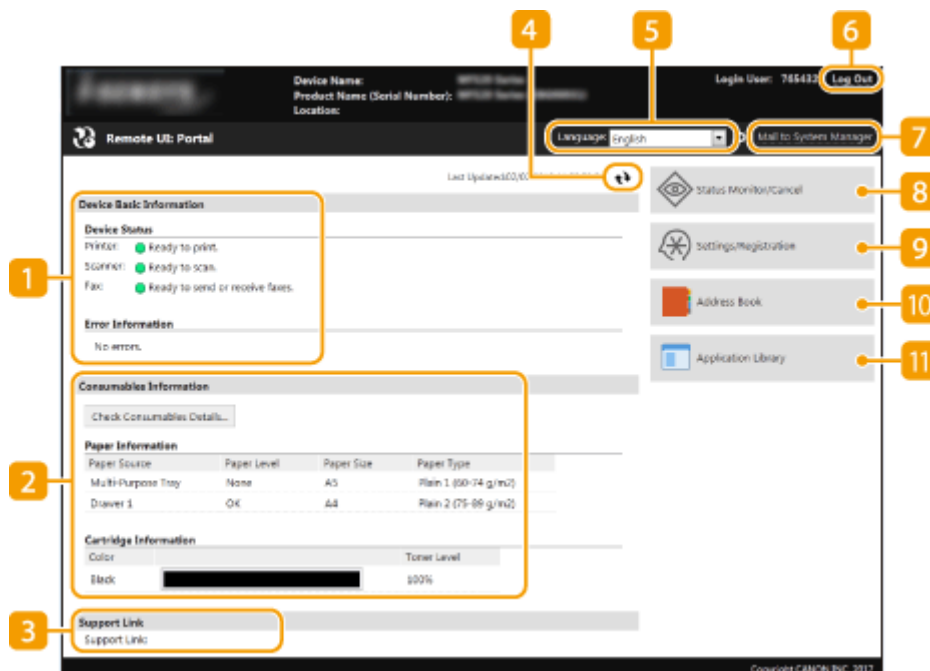 4
5
6
Device Name:
Product Name (Serial Number):
Location:
Login User:
Log Out
Remote UI: Portal
Language: English
Mail to System Manager
7
Last Updated:02/0
Device Basic Information
Device Status
Printer: Ready to print.
Scanner: Ready to scan.
Fax: Ready to send or receive faxes.
Error Information
No errors.
1
Status Monitor/Cancel
8
Settings/Registration
9
Address Book
10
Application Library
11
Consumables Information
Check Consumables Details...
Paper Information
Paper Source Paper Level Paper Size Paper Type
Multi-Purpose Tray None A5 Plain 1 (60-74 g/m2)
Drawer 1 OK A4 Plain 2 (75-89 g/m2)
2
Cartridge Information
Color Toner Level
Black 100%
3
Support Link
Support Link:
Copyright CANON INC. 2017